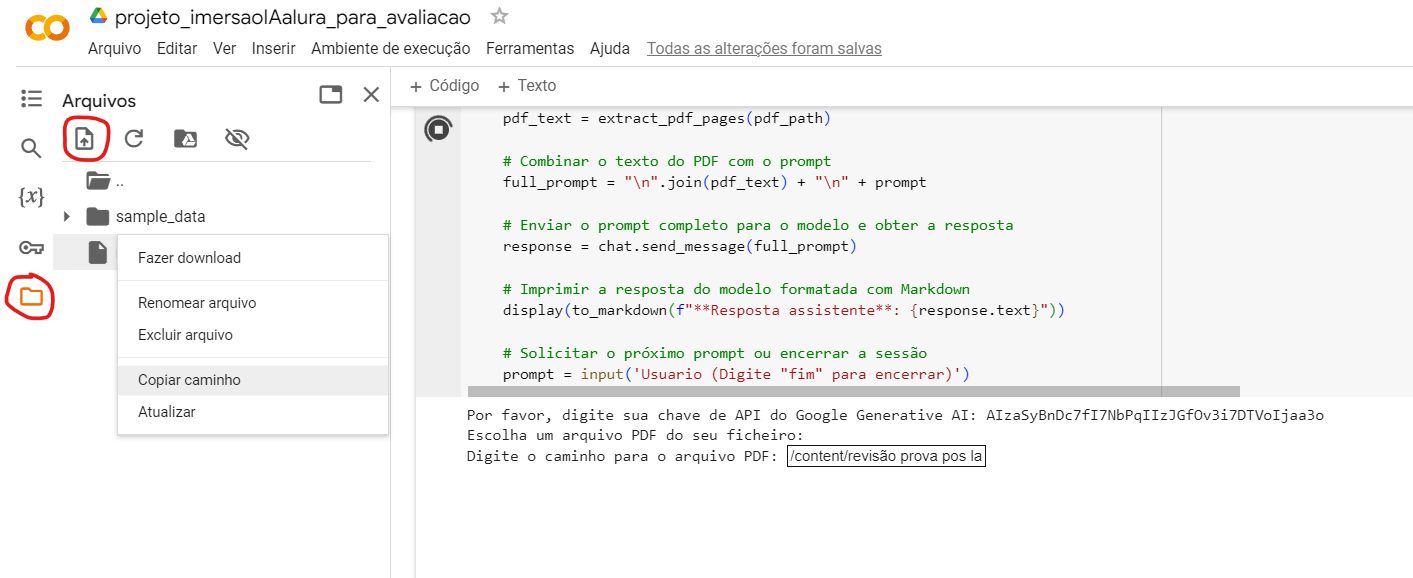 projeto_imersaoIAalura_para_avaliacao
Arquivo Editar Ver Inserir Ambiente de execução Ferramentas Ajuda Todas as alterações foram salvas
Arquivos
+ Código + Texto
{x}
..
sample_data
Fazer download
Renomear arquivo
Excluir arquivo
Copiar caminho
Atualizar
pdf_text = extract_pdf_pages(pdf_path)
# Combinar o texto do PDF com o prompt
full_prompt = "\n".join(pdf_text) + "\n" + prompt
# Enviar o prompt completo para o modelo e obter a resposta
response = chat.send_message(full_prompt)
# Imprimir a resposta do modelo formatada com Markdown
display(to_markdown(f"**Resposta assistente**: {response.text}"))
# Solicitar o próximo prompt ou encerrar a sessão
prompt = input('Usuario (Digite "fim" para encerrar)')
Por favor, digite sua chave de API do Google Generative AI: AIzaSyBnDc7fI7NbPqIIzJGfOv3i7DTVoIjaa3o
Escolha um arquivo PDF do seu ficheiro:
Digite o caminho para o arquivo PDF: /content/revisão prova pos la